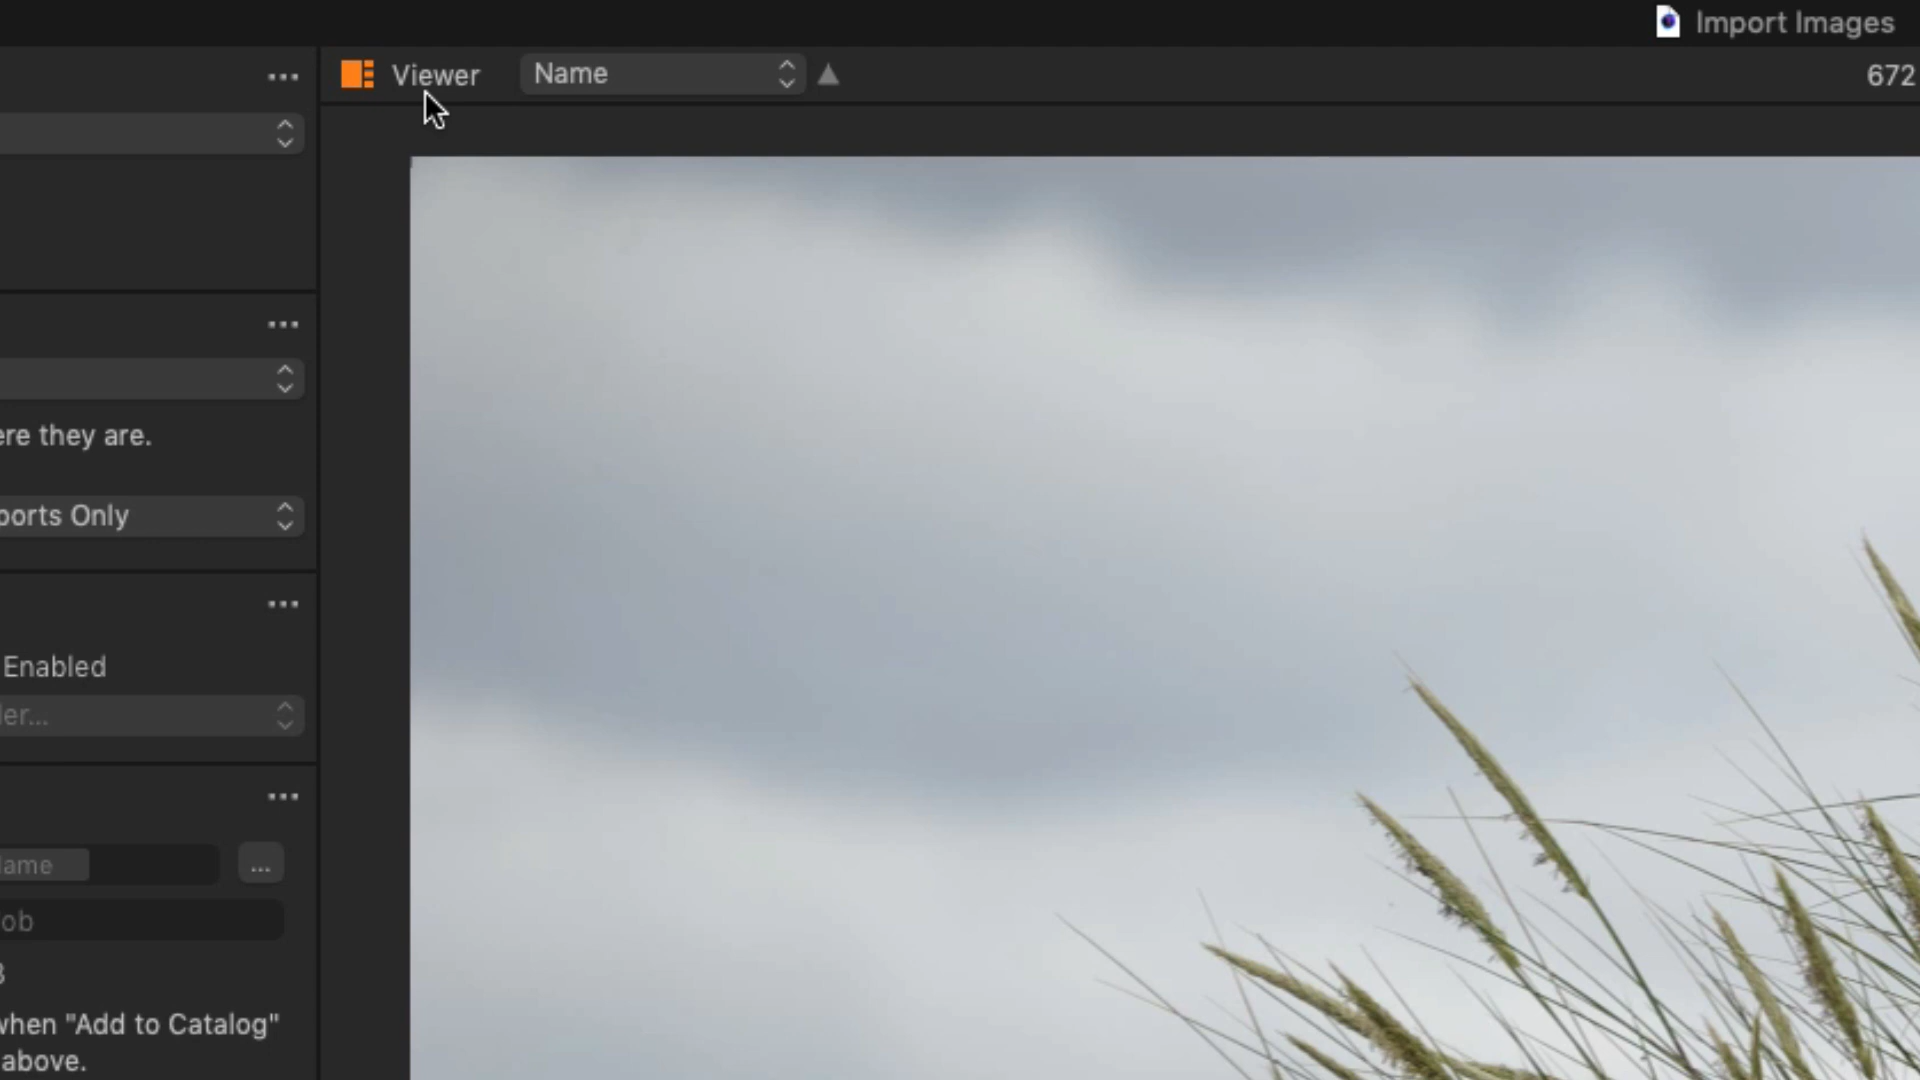 Import Images
Viewer
Name
672
ere they are.
ports Only
Enabled
ler...
lame
...
ob
when "Add to Catalog"
above.